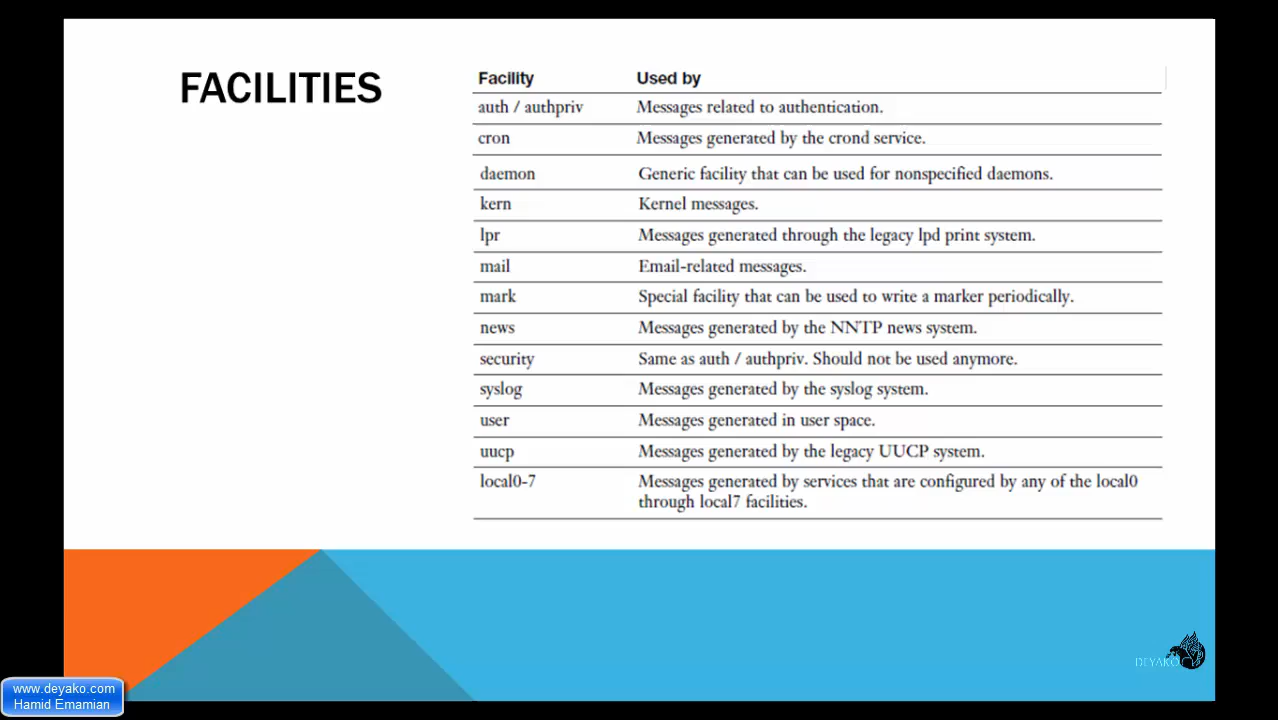 FACILITIES
Facility Used by
auth / authpriv Messages related to authentication.
cron Messages generated by the crond service.
daemon Generic facility that can be used for nonspecified daemons.
kern Kernel messages.
lpr Messages generated through the legacy lpd print system.
mail Email-related messages.
mark Special facility that can be used to write a marker periodically.
news Messages generated by the NNTP news system.
security Same as auth / authpriv. Should not be used anymore.
syslog Messages generated by the syslog system.
user Messages generated in user space.
uucp Messages generated by the legacy UUCP system.
local0-7 Messages generated by services that are configured by any of the local0
through local7 facilities.
DEYAKO
www.deyako.com
Hamid Emamian